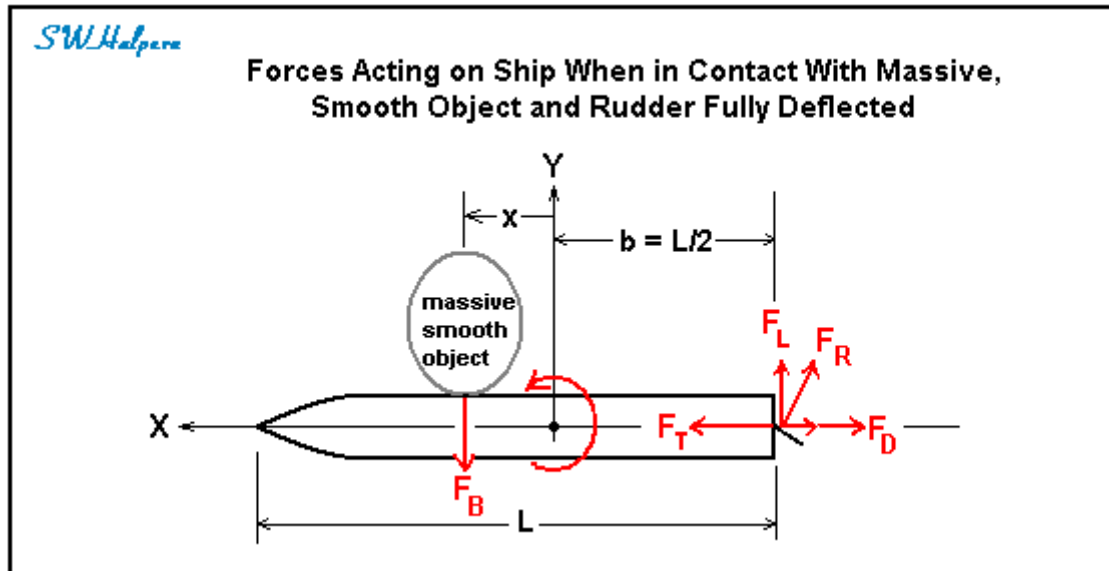 SWHalpern
Forces Acting on Ship When in Contact With Massive,
Smooth Object and Rudder Fully Deflected
Y
x
b = L/2
massive
smooth
object
F_L
F_R
X
F_T
F_D
F_B
L